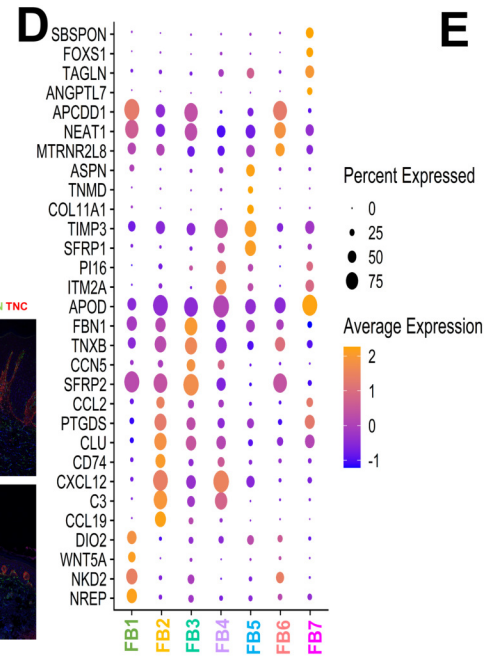 D
E
SBSPON
FOXS1
TAGLN
ANGPTL7
APCDD1
NEAT1
MTRNR2L8
ASPN
TNMD
COL11A1
TIMP3
SFRP1
PI16
ITM2A
APOD
FBN1
TNXB
CCN5
SFRP2
CCL2
PTGDS
CLU
CD74
CXCL12
C3
CCL19
DIO2
WNT5A
NKD2
NREP
FB1 FB2 FB3 FB4 FB5 FB6 FB7
Percent Expressed
0
25
50
75
Average Expression
2
1
0
-1
TNC